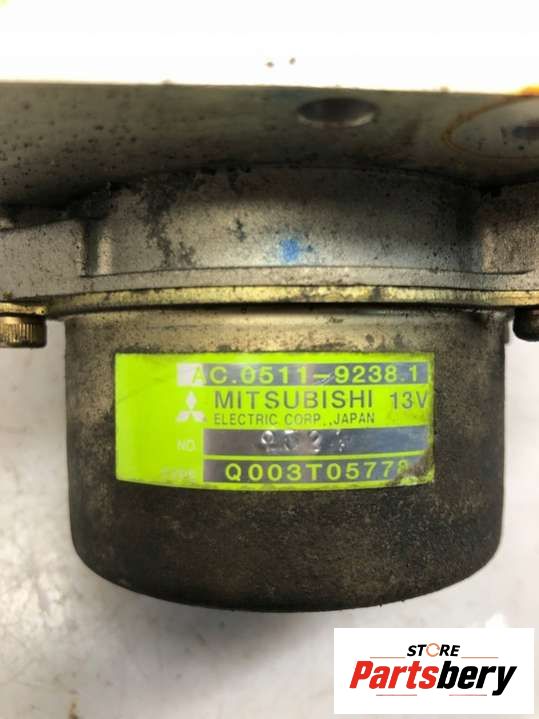 AC.0511-9238.1
MITSUBISHI 13V
ELECTRIC CORP.,JAPAN
NO
TYPE Q003T05778
STORE
Partsbery